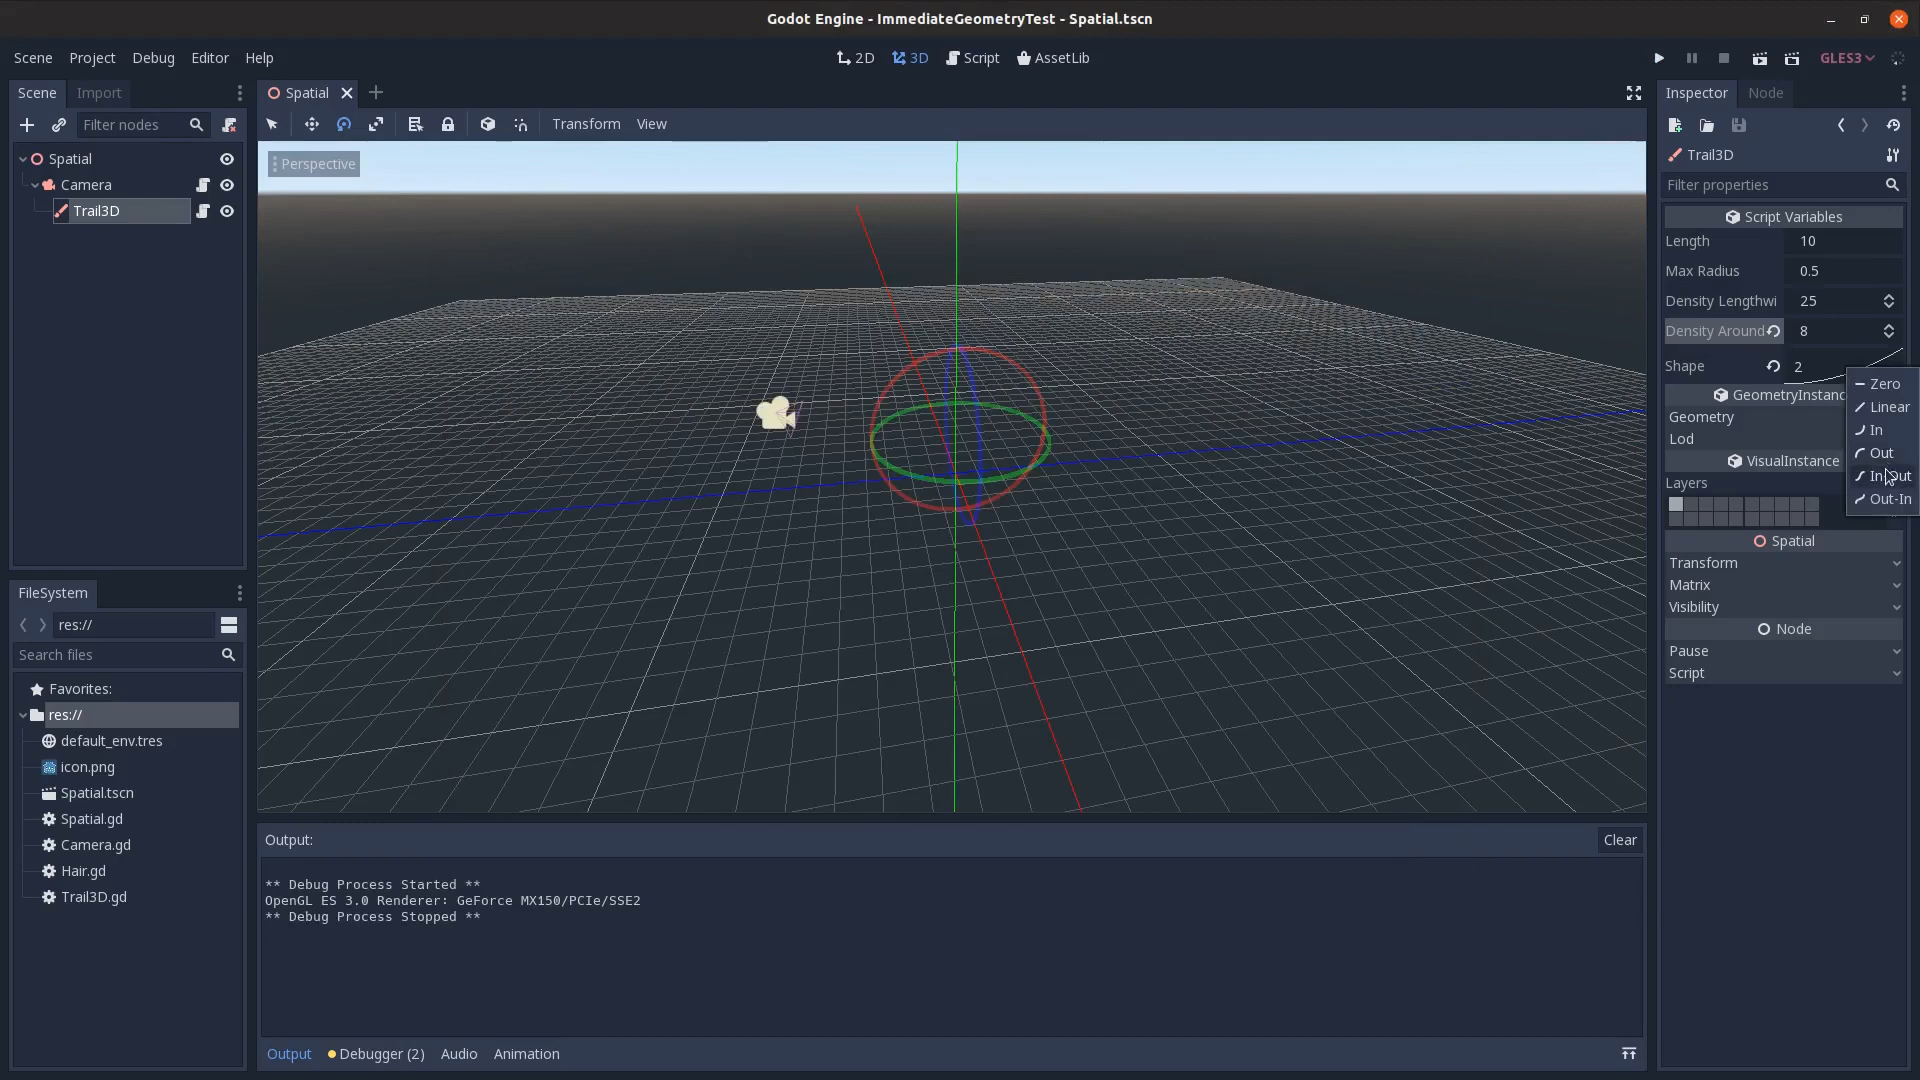 Godot Engine - ImmediateGeometryTest - Spatial.tscn
Scene Project Debug Editor Help
2D 3D Script AssetLib
GLES3
Scene Import
Filter nodes
Spatial
Camera
Trail3D
Spatial
Transform View
Perspective
Inspector Node
Trail3D
Filter properties
Script Variables
Length 10
Max Radius 0.5
Density Lengthwi 25
Density Around 8
Shape 2
Zero
Linear
In
Out
In-Out
Out-In
GeometryInstanc
Geometry
Lod
VisualInstance
Layers
Spatial
Transform
Matrix
Visibility
Node
Pause
Script
FileSystem
res://
Search files
Favorites:
res://
default_env.tres
icon.png
Spatial.tscn
Spatial.gd
Camera.gd
Hair.gd
Trail3D.gd
Output:
Clear
** Debug Process Started **
OpenGL ES 3.0 Renderer: GeForce MX150/PCIe/SSE2
** Debug Process Stopped **
Output Debugger (2) Audio Animation